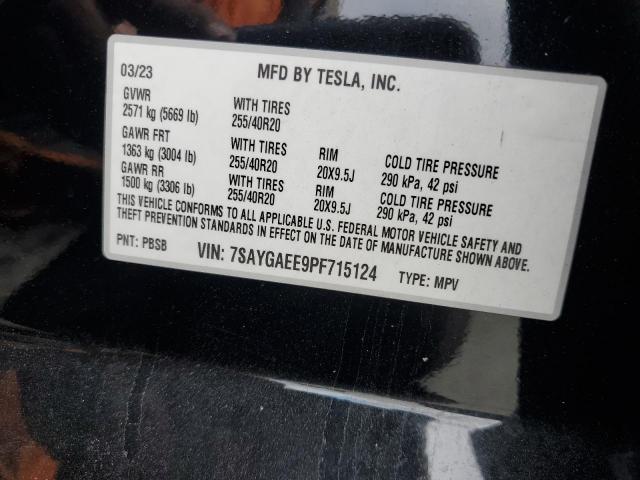 03/23 MFD BY TESLA, INC.
GVWR WITH TIRES
2571 kg (5669 lb) 255/40R20
GAWR FRT WITH TIRES RIM COLD TIRE PRESSURE
1363 kg (3004 lb) 255/40R20 20X9.5J 290 kPa, 42 psi
GAWR RR WITH TIRES RIM COLD TIRE PRESSURE
1500 kg (3306 lb) 255/40R20 20X9.5J 290 kPa, 42 psi
THIS VEHICLE CONFORMS TO ALL APPLICABLE U.S. FEDERAL MOTOR VEHICLE SAFETY AND
THEFT PREVENTION STANDARDS IN EFFECT ON THE DATE OF MANUFACTURE SHOWN ABOVE.
PNT: PBSB VIN: 7SAYGAEE9PF715124 TYPE: MPV